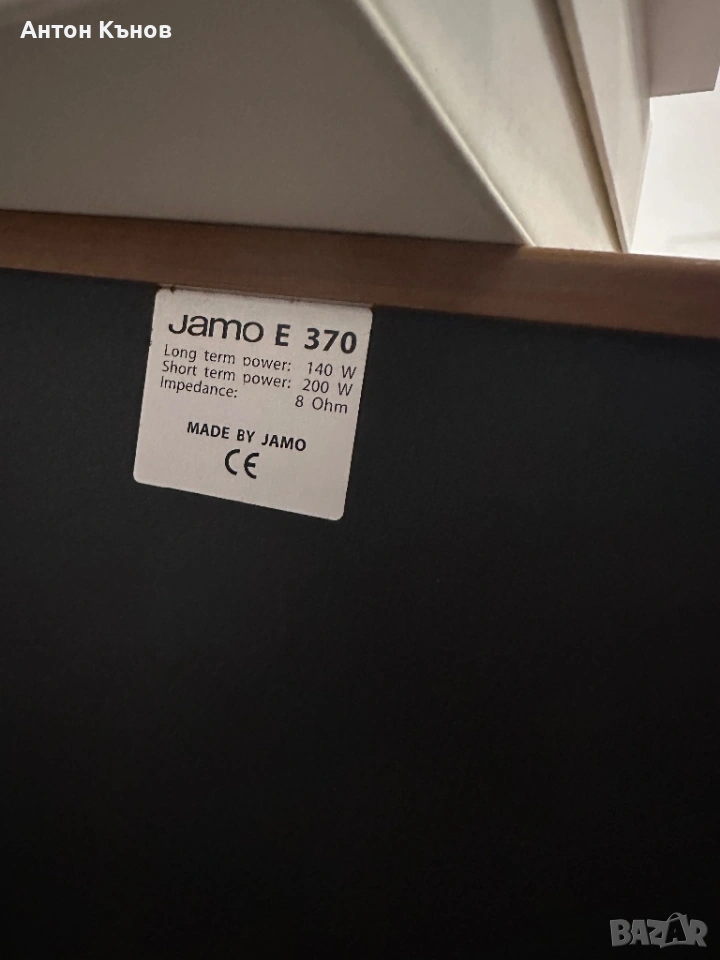 Антон Кънов
Jamo E 370
Long term power: 140 W
Short term power: 200 W
Impedance: 8 Ohm
MADE BY JAMO
CE
BAZAR